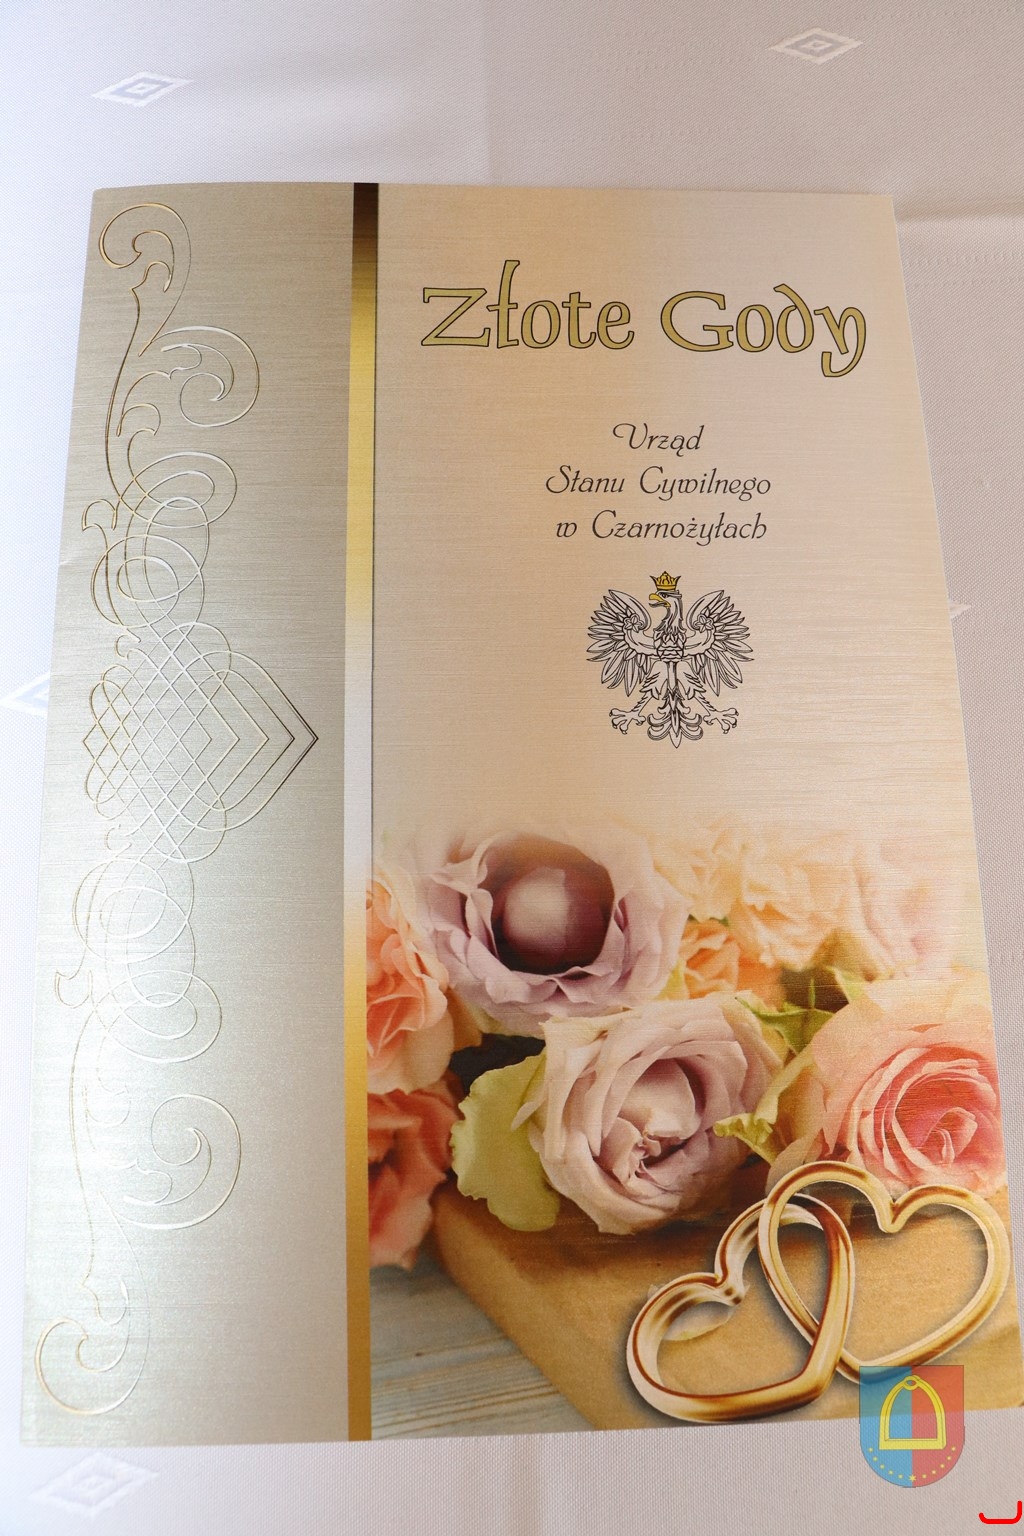 Złote Gody
Urząd
Stanu Cywilnego
w Czarnożyłach